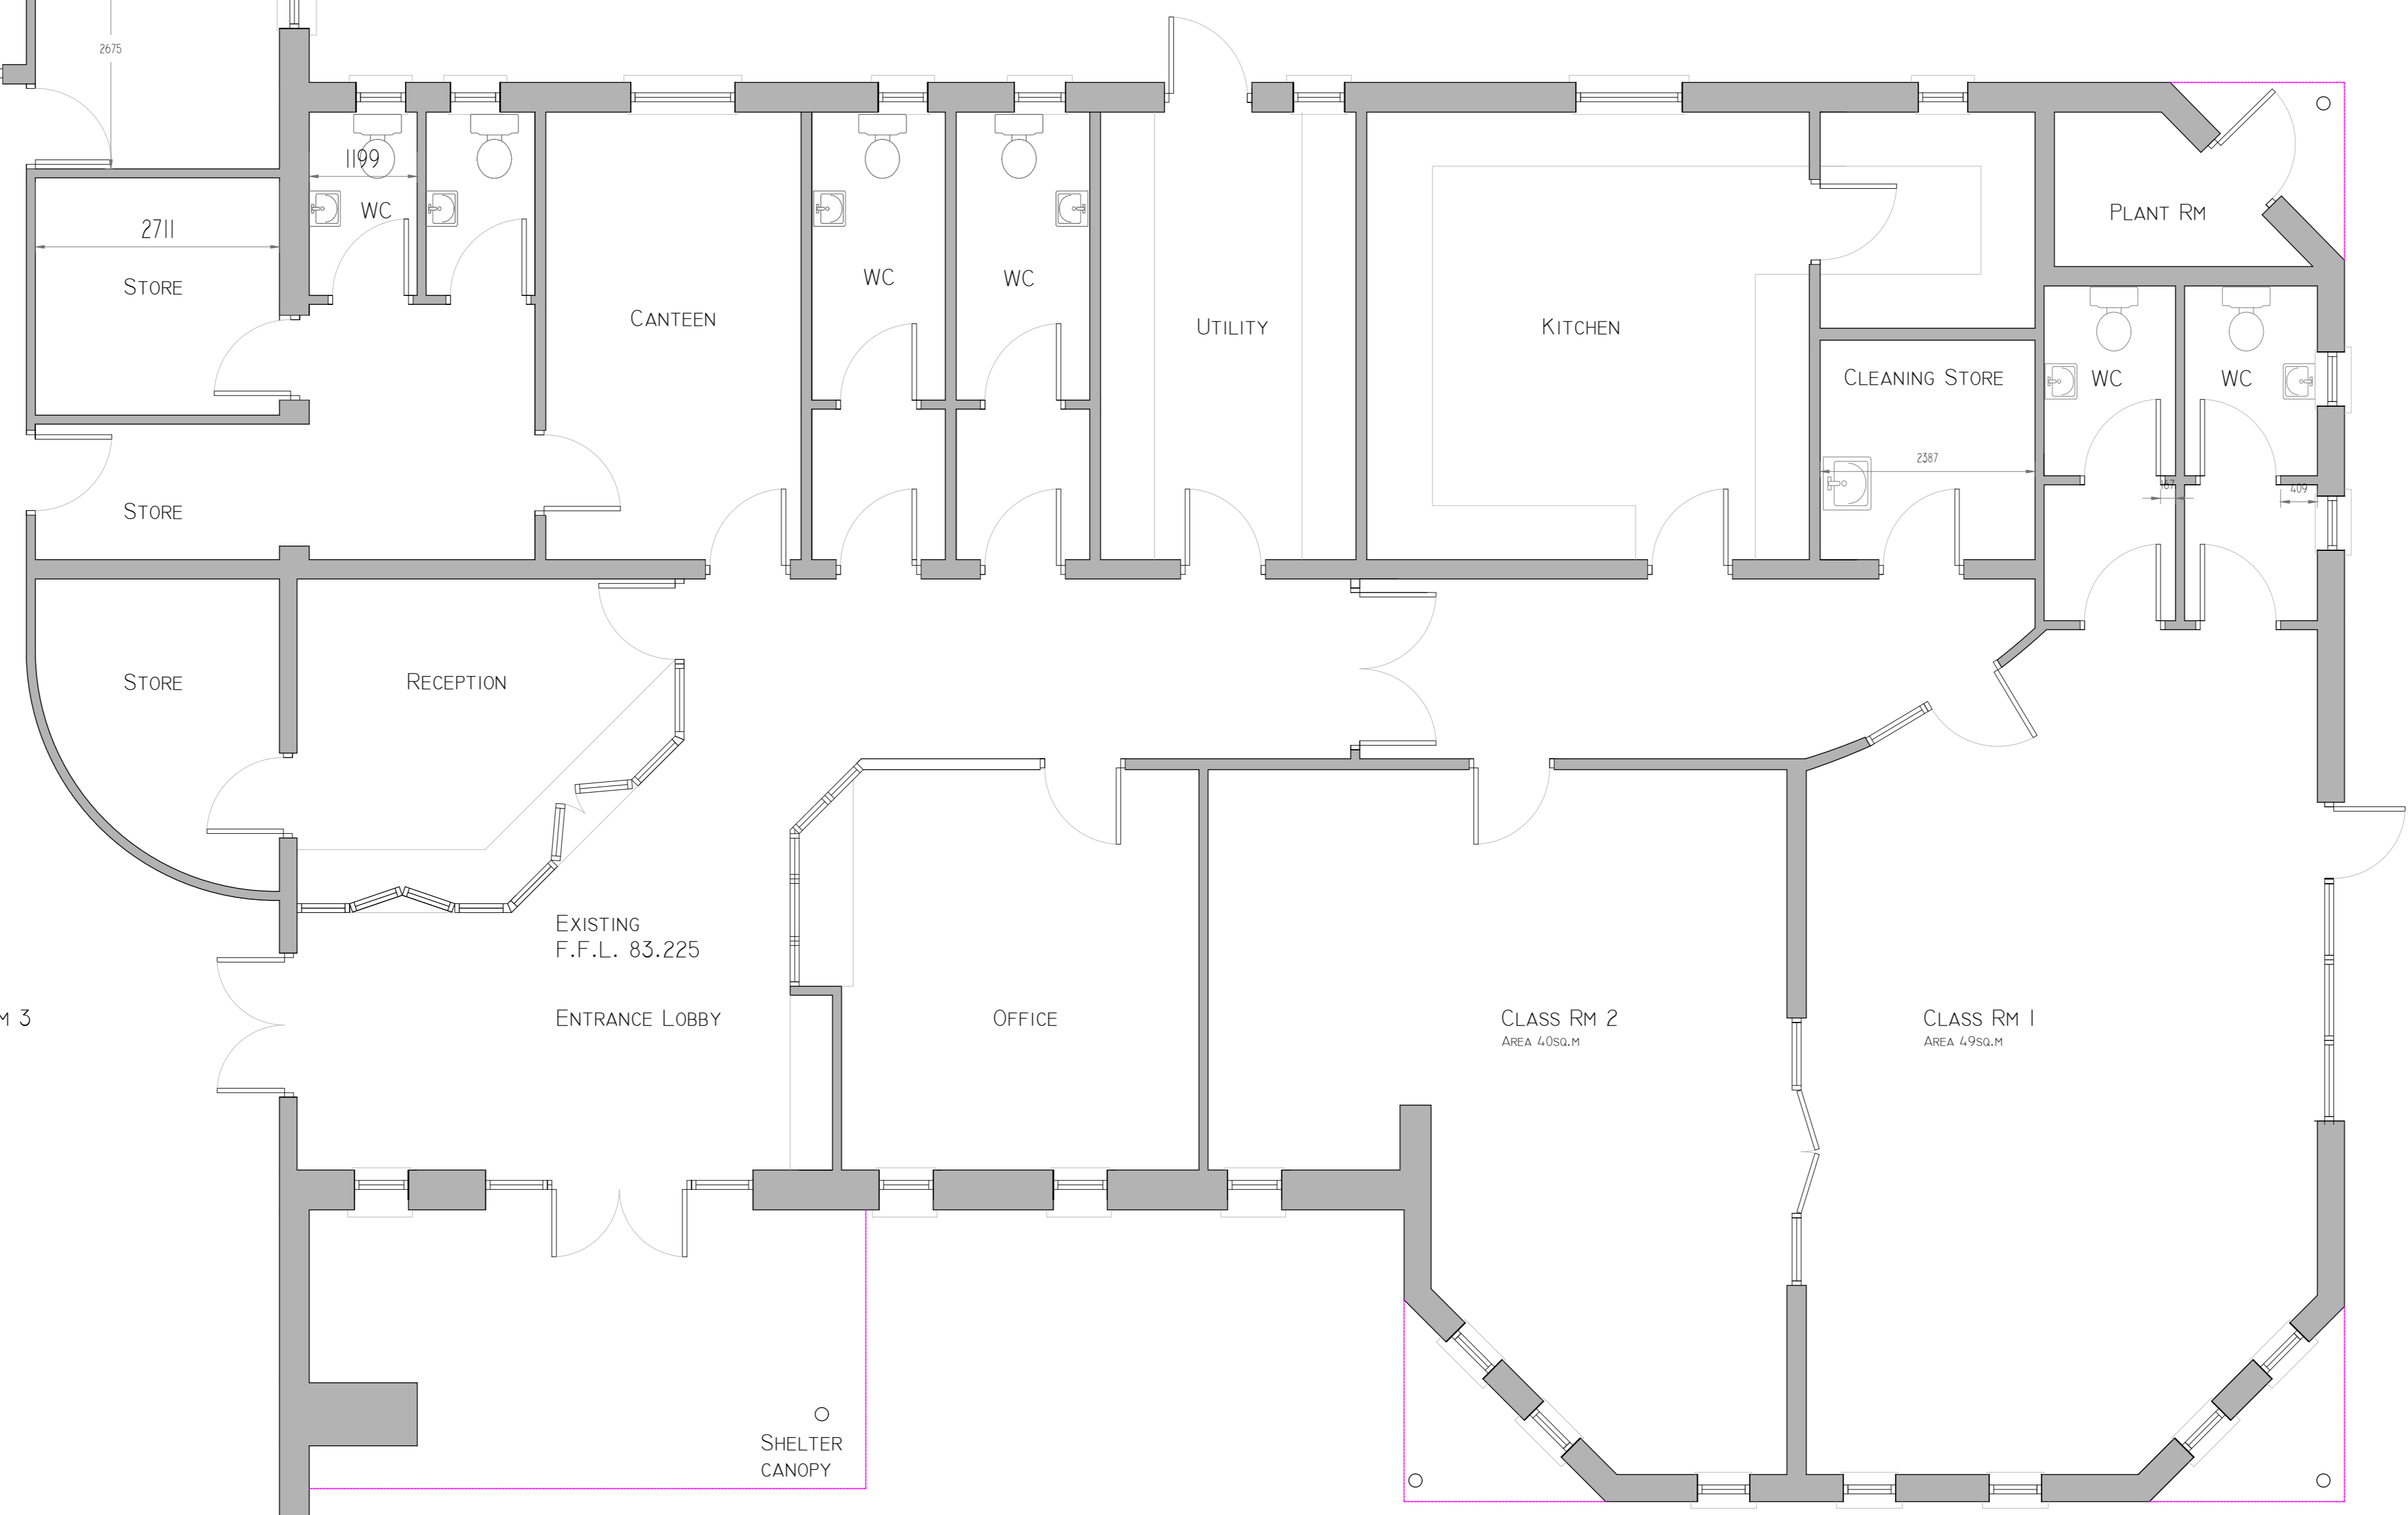 2675
1199
WC
2711
STORE
CANTEEN
WC
WC
UTILITY
KITCHEN
PLANT RM
CLEANING STORE
WC
WC
2387
167
409
STORE
STORE
RECEPTION
EXISTING
F.F.L. 83.225
M 3
ENTRANCE LOBBY
OFFICE
CLASS RM 2
AREA 40SQ.M
CLASS RM 1
AREA 49SQ.M
SHELTER
CANOPY